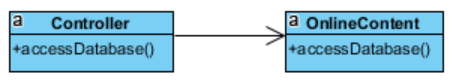 a Controller
+accessDatabase()
a OnlineContent
+accessDatabase()